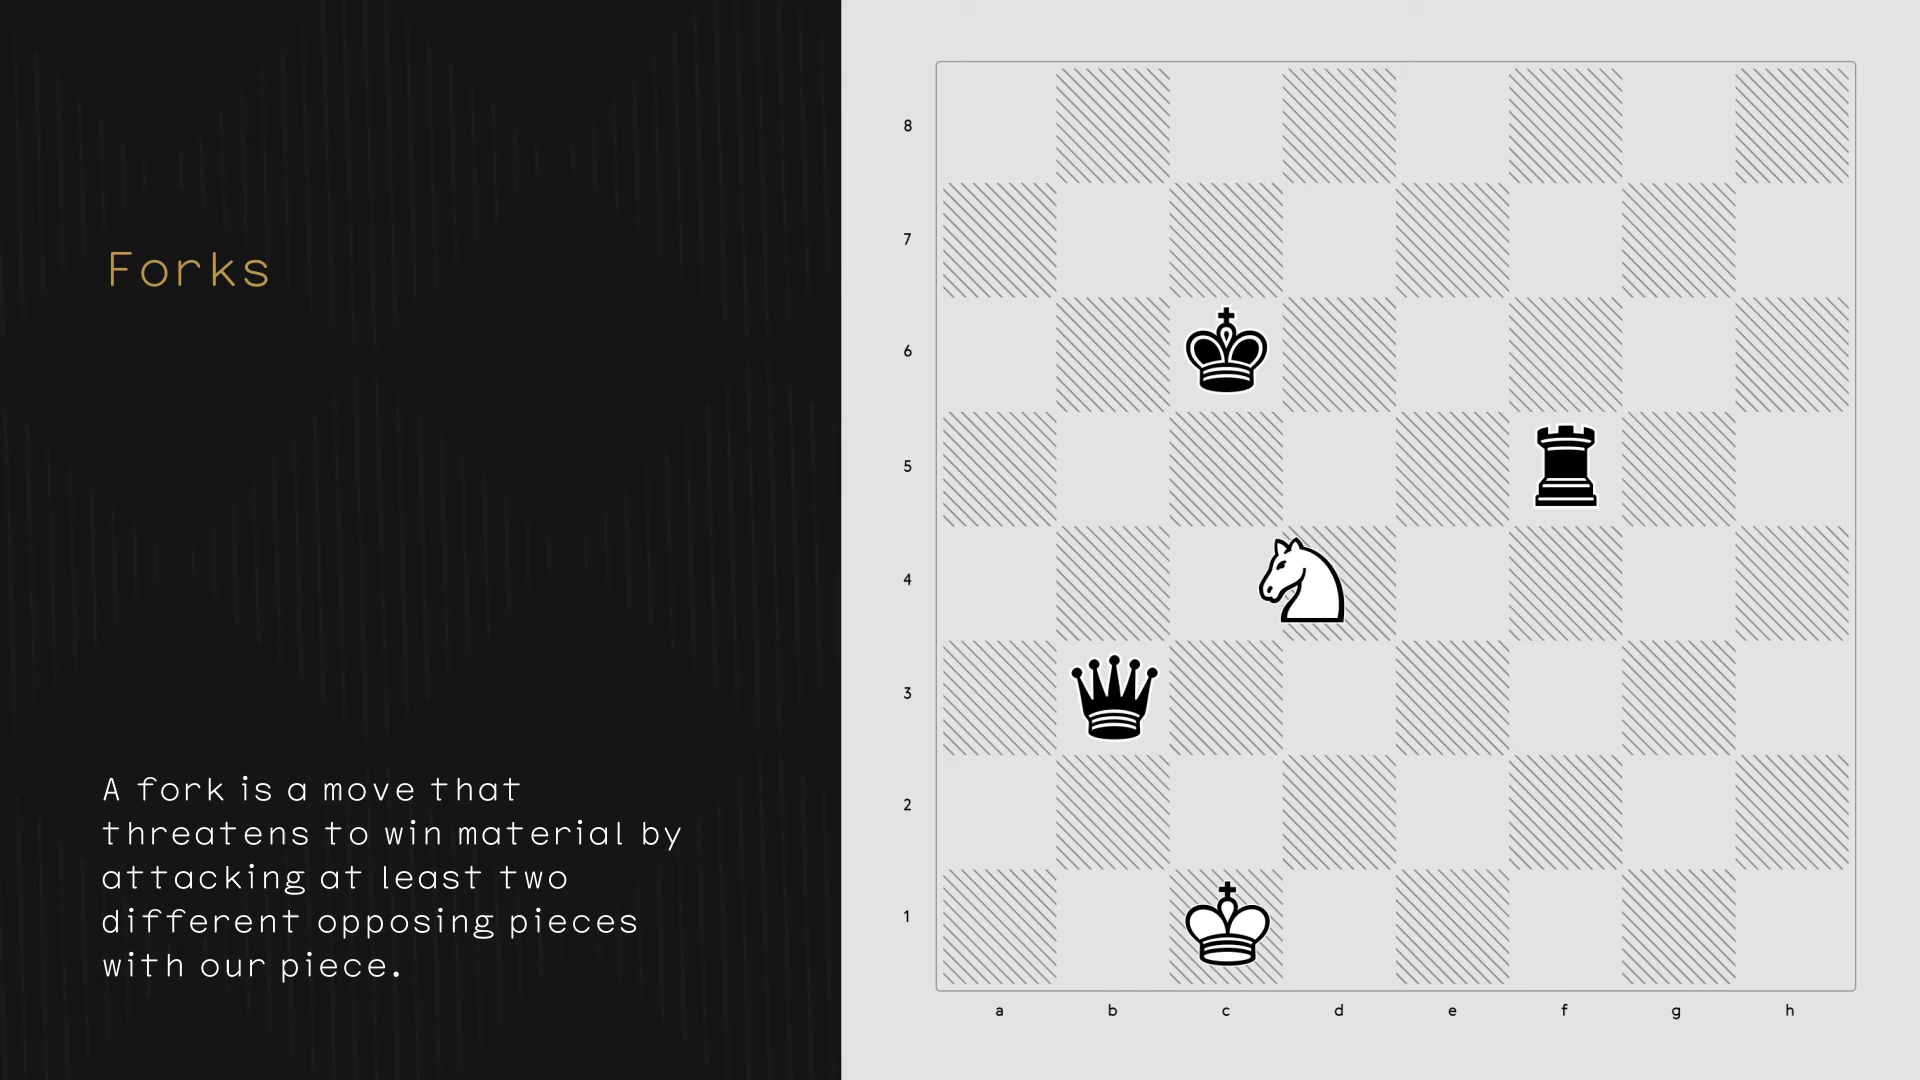 Forks
A fork is a move that
threatens to win material by
attacking at least two
different opposing pieces
with our piece.
8
7
6
5
4
3
2
1
a b c d e f g h